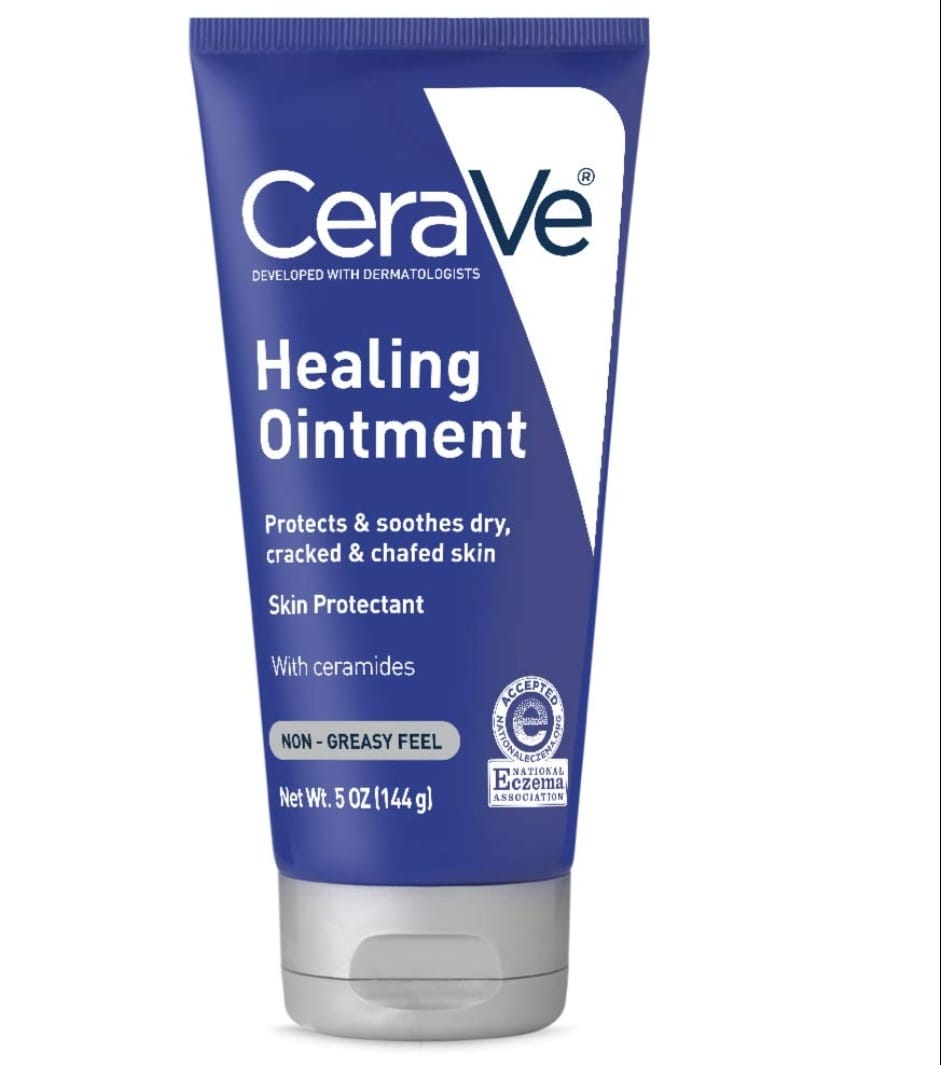 CeraVe®
DEVELOPED WITH DERMATOLOGISTS
Healing
Ointment
Protects & soothes dry,
cracked & chafed skin
Skin Protectant
With ceramides
NON - GREASY FEEL
Net Wt. 5 OZ (144 g)
ACCEPTED
e
NATIONALECZEMA.ORG
NATIONAL
Eczema
ASSOCIATION